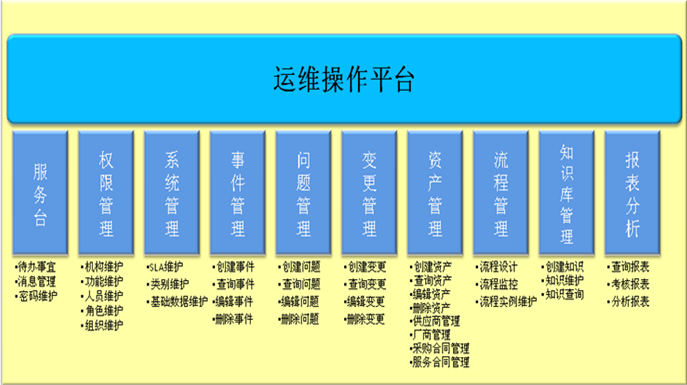 运维操作平台
服务台
权限管理
系统管理
事件管理
问题管理
变更管理
资产管理
流程管理
知识库管理
报表分析
•待办事宜
•消息管理
•密码维护
•机构维护
•功能维护
•人员维护
•角色维护
•组织维护
•SLA维护
•类别维护
•基础数据维护
•创建事件
•查询事件
•编辑事件
•删除事件
•创建问题
•查询问题
•编辑问题
•删除问题
•创建变更
•查询变更
•编辑变更
•删除变更
•创建资产
•查询资产
•编辑资产
•删除资产
•供应商管理
•厂商管理
•采购合同管理
•服务合同管理
•流程设计
•流程监控
•流程实例维护
•创建知识
•知识维护
•知识查询
•查询报表
•考核报表
•分析报表